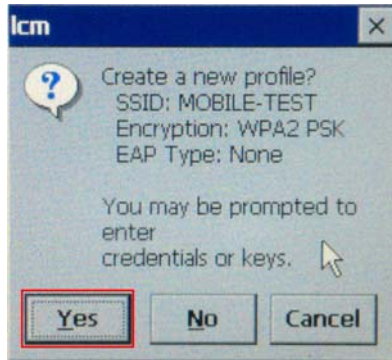 lcm
Create a new profile?
SSID: MOBILE-TEST
Encryption: WPA2 PSK
EAP Type: None
You may be prompted to
enter
credentials or keys.
Yes
No
Cancel